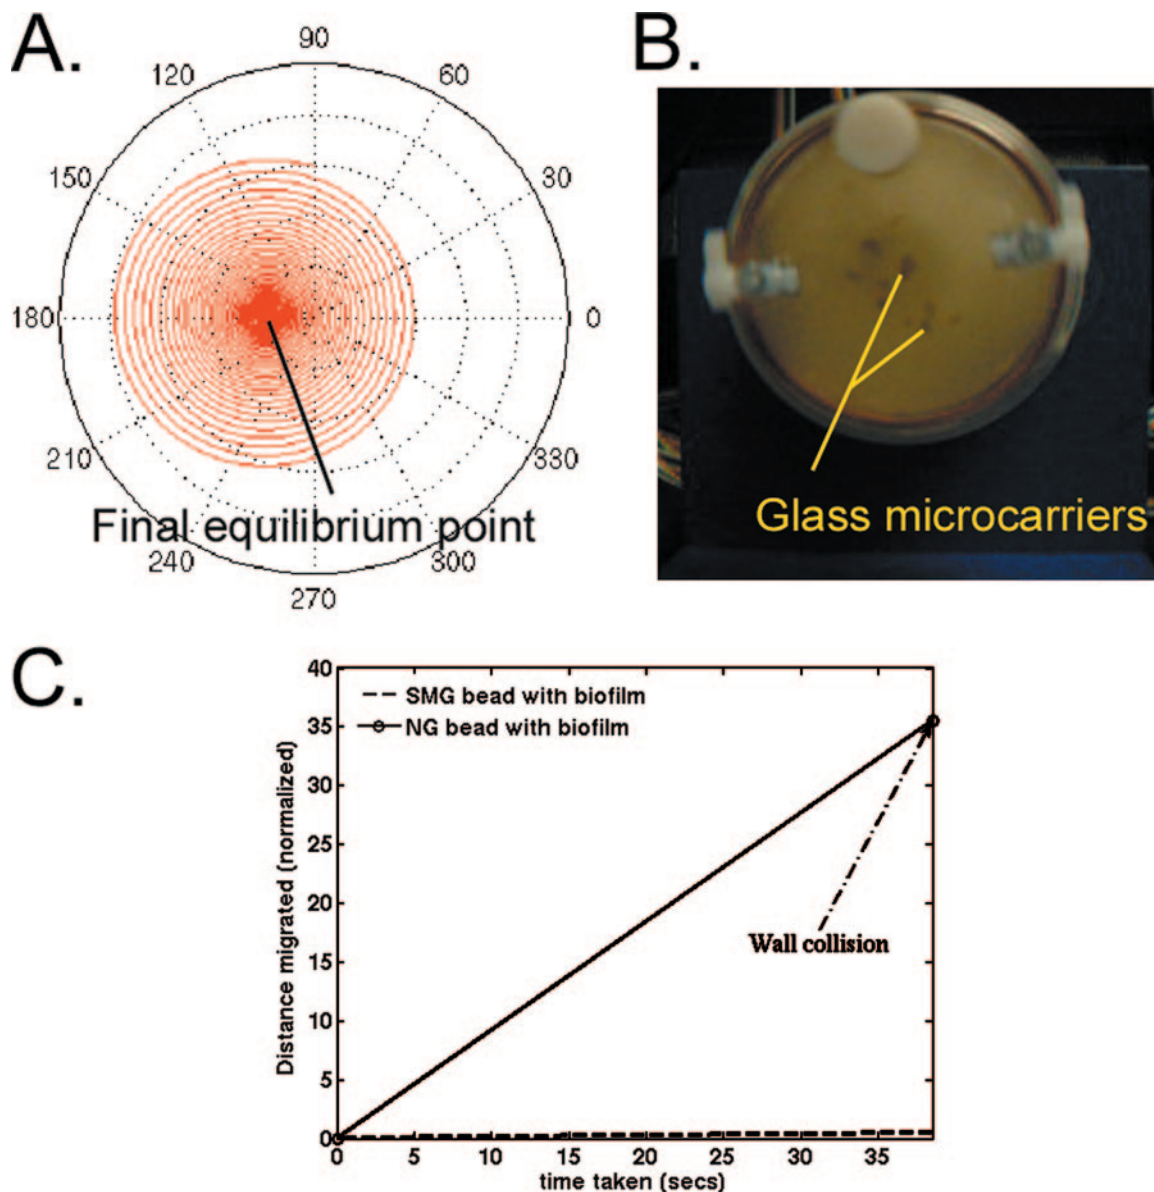 A.
90
120
60
150
30
180
0
210
330
Final equilibrium point
240
300
270
B.
Glass microcarriers
C.
40
35
30
25
20
15
10
5
0
SMG bead with biofilm
NG bead with biofilm
Wall collision
Distance migrated (normalized)
0 5 10 15 20 25 30 35
time taken (secs)